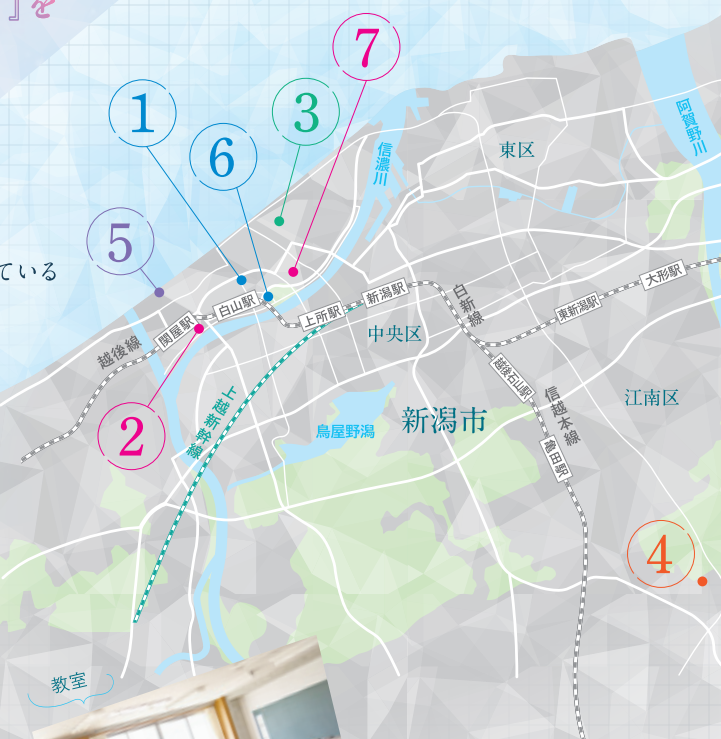 』を
7
1
3
6
5
2
4
ている
東区
阿賀野川
信濃川
大形駅
東新潟駅
白新線
新潟駅
上所駅
白山駅
関屋駅
越後線
中央区
越後石山駅
信越本線
江南区
新潟市
鳥屋野潟
上越新幹線
亀田駅
教室